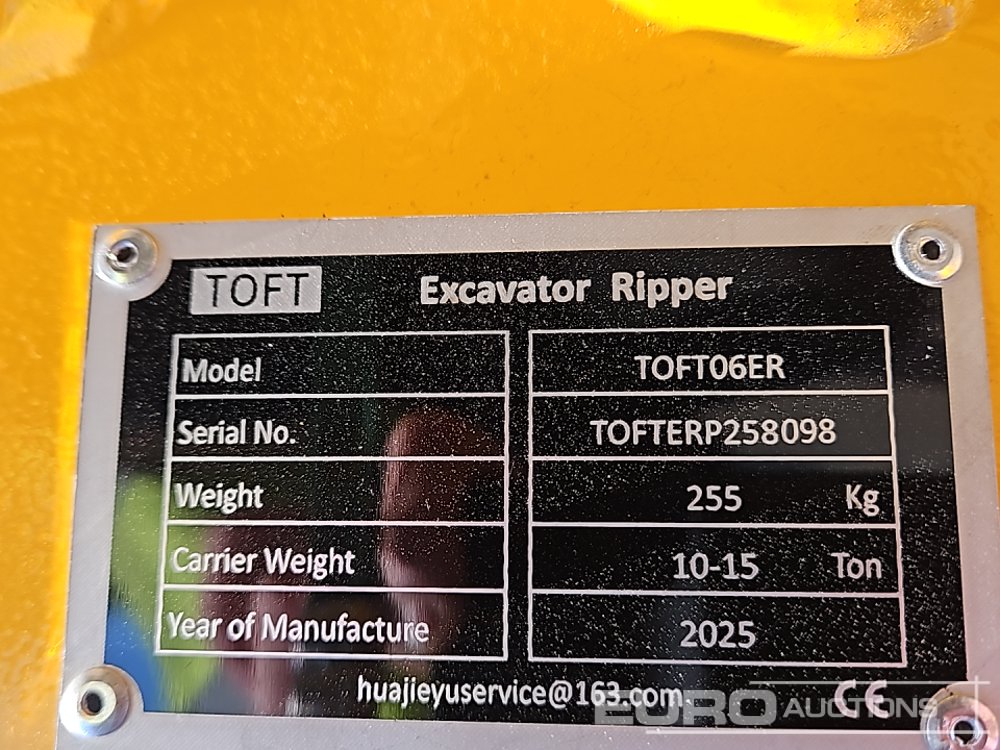 TOFT Excavator Ripper
Model TOFT06ER
Serial No. TOFTERP258098
Weight 255 Kg
Carrier Weight 10-15 Ton
Year of Manufacture 2025
huajieyuservice@163.com
CE
EURO AUCTIONS